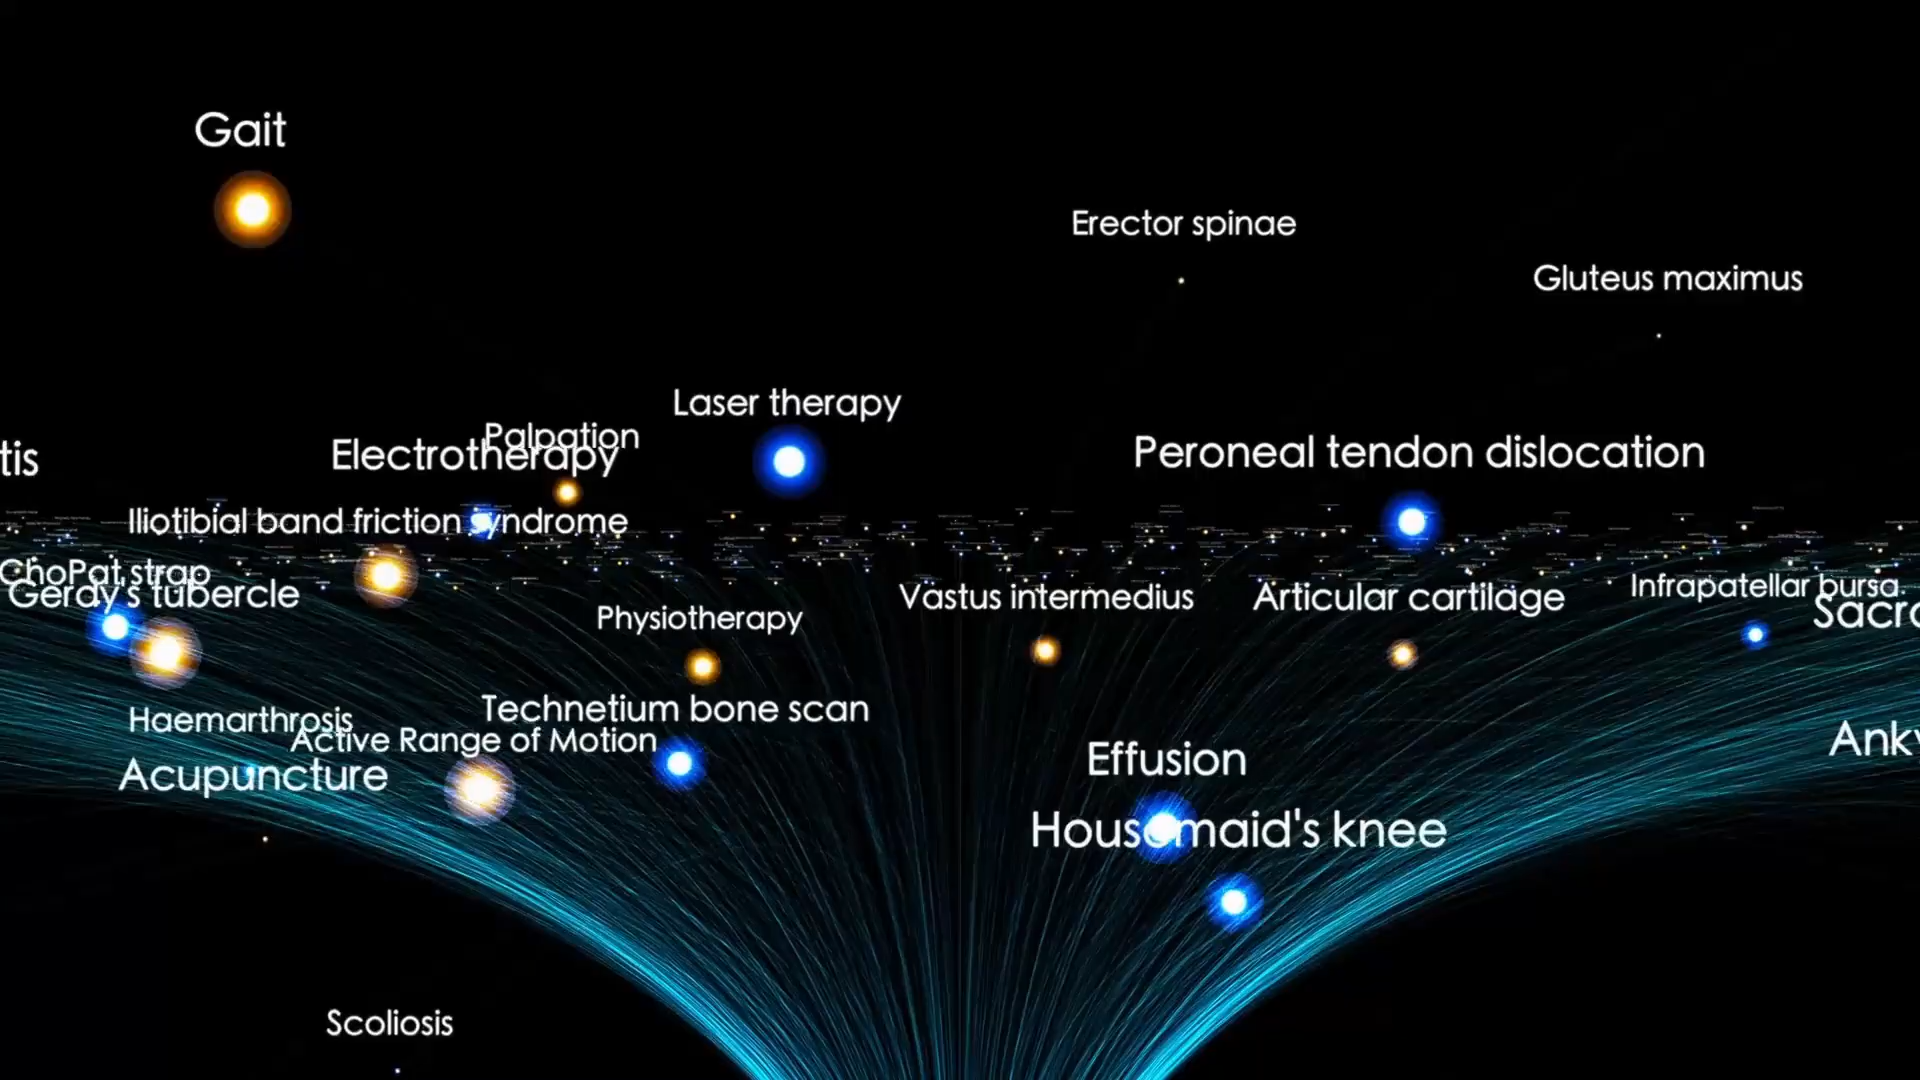 Gait
Erector spinae
Gluteus maximus
Laser therapy
Palpation
Electrotherapy
Peroneal tendon dislocation
tis
Iliotibial band friction syndrome
ChoPat strap
Gerdy's tubercle
Physiotherapy
Vastus intermedius
Articular cartilage
Infrapatellar bursa
Sacro
Haemarthrosis
Active Range of Motion
Technetium bone scan
Acupuncture
Effusion
Housemaid's knee
Anky
Scoliosis